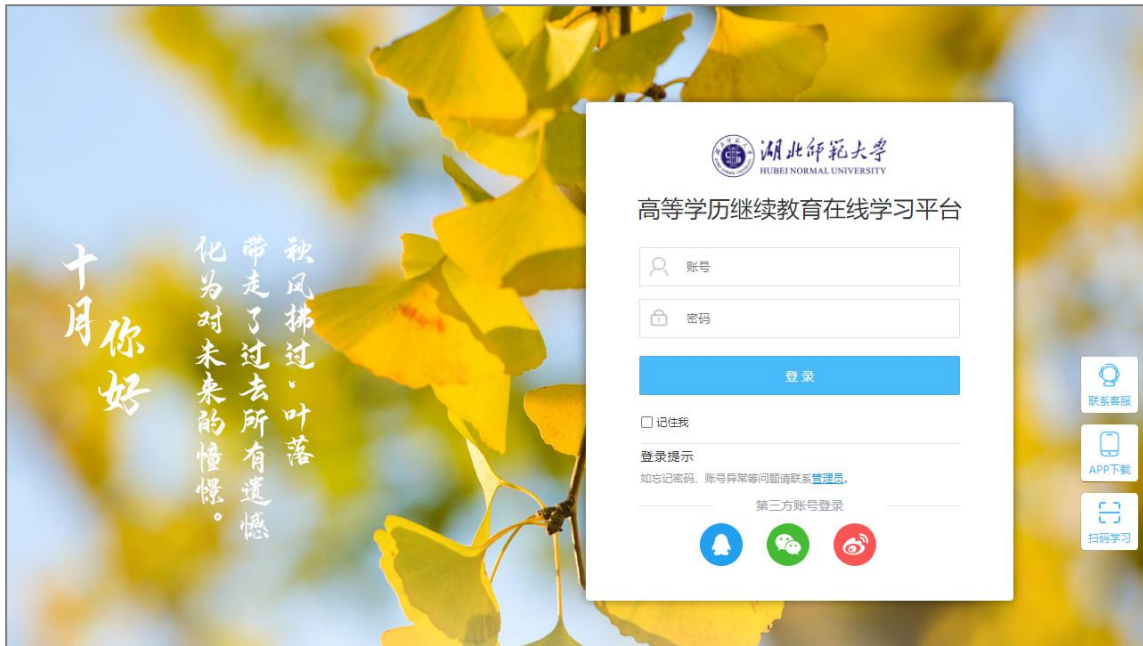 十月
你好
秋风拂过·叶落
带走了过去所有遗憾
化为对未来的憧憬。
湖北师范大学
HUBEI NORMAL UNIVERSITY
高等学历继续教育在线学习平台
账号
密码
登录
记住我
登录提示
如忘记密码、账号异常等问题请联系管理员。
第三方账号登录
联系客服
APP下载
扫码学习